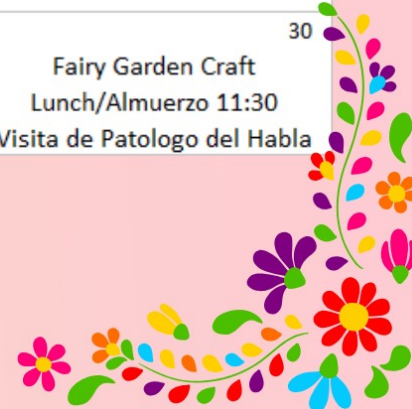 30
Fairy Garden Craft
Lunch/Almuerzo 11:30
Visita de Patologo del Habla